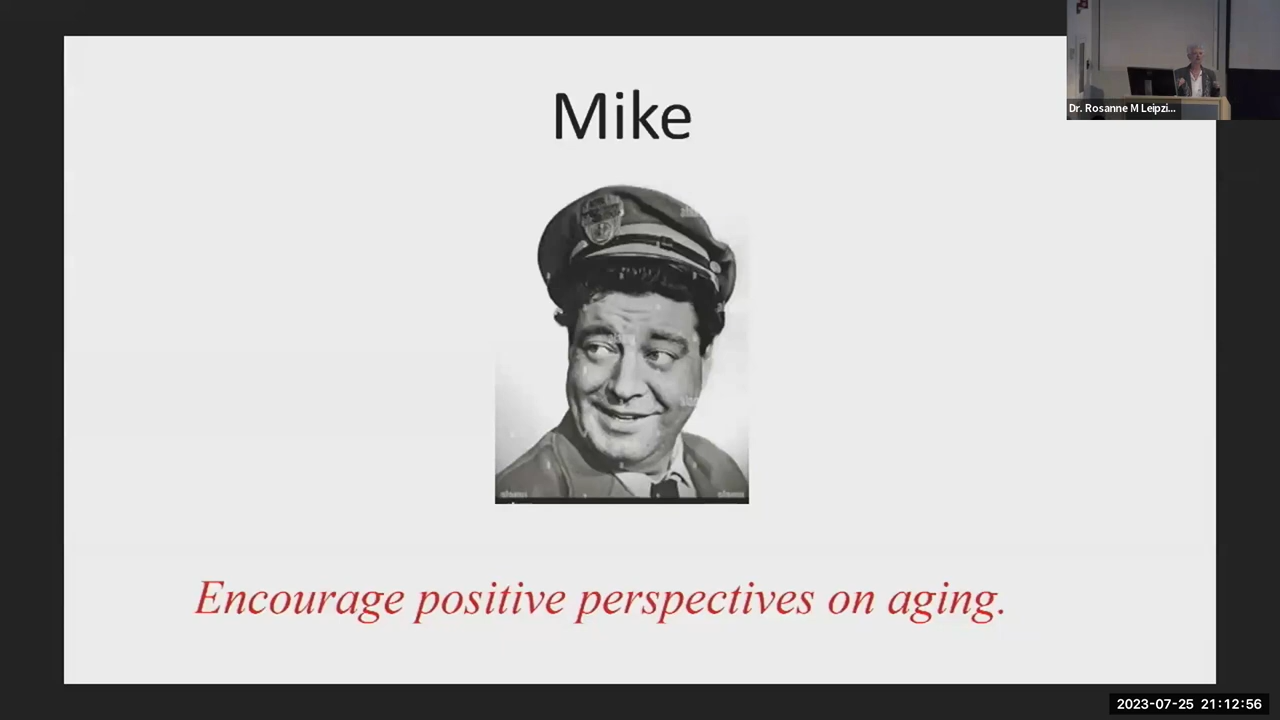 Mike
Dr. Rosanne M Leipzi...
Encourage positive perspectives on aging.
2023-07-25 21:12:56